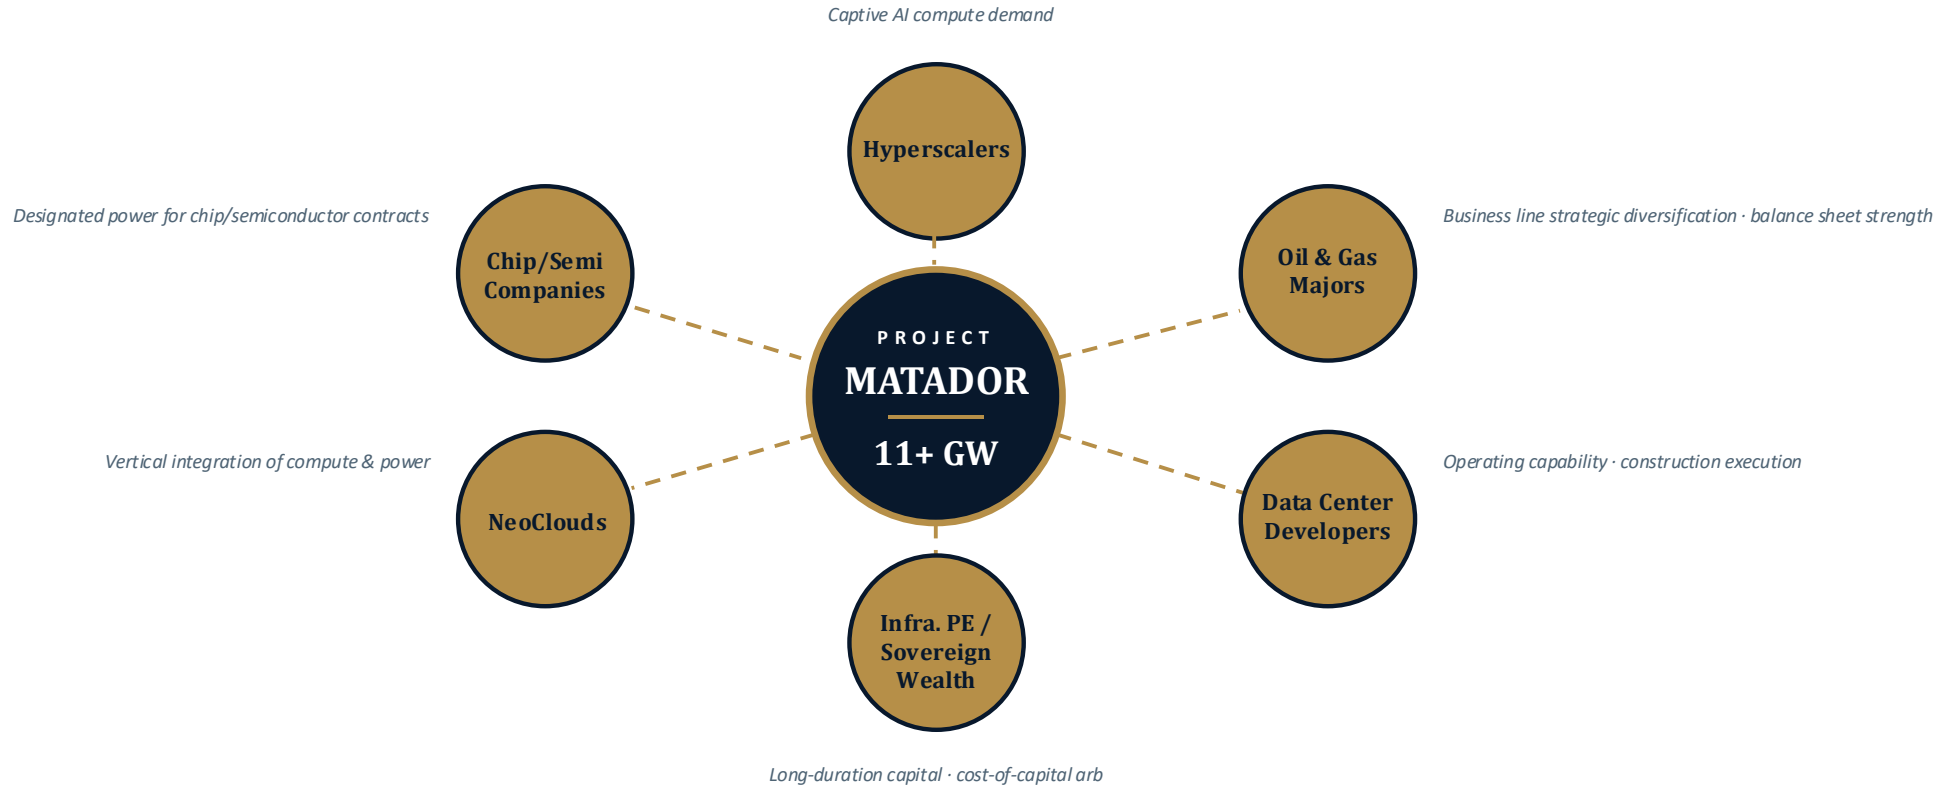 Captive AI compute demand
Hyperscalers
Designated power for chip/semiconductor contracts
Chip/Semi
Companies
Business line strategic diversification · balance sheet strength
Oil & Gas
Majors
PROJECT
MATADOR
11+ GW
Vertical integration of compute & power
NeoClouds
Operating capability · construction execution
Data Center
Developers
Infra. PE /
Sovereign
Wealth
Long-duration capital · cost-of-capital arb